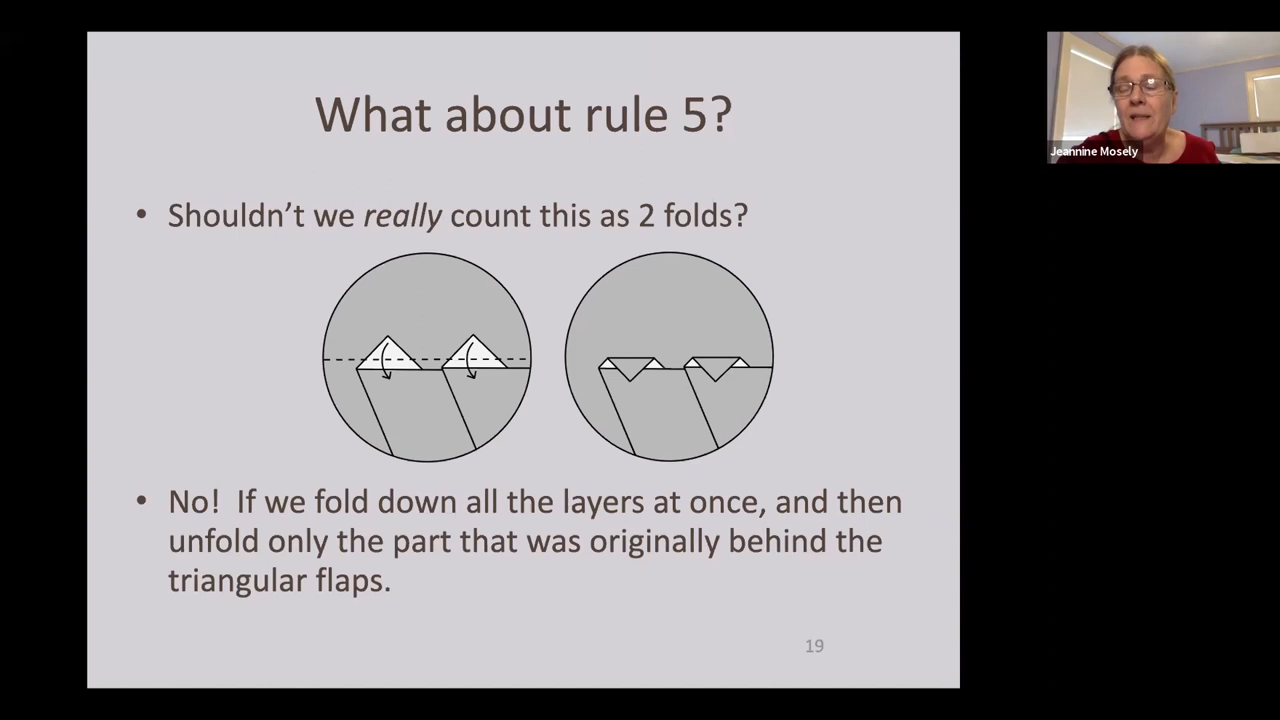 What about rule 5?
• Shouldn’t we really count this as 2 folds?
• No! If we fold down all the layers at once, and then
unfold only the part that was originally behind the
triangular flaps.
19
Jeannine Mosely